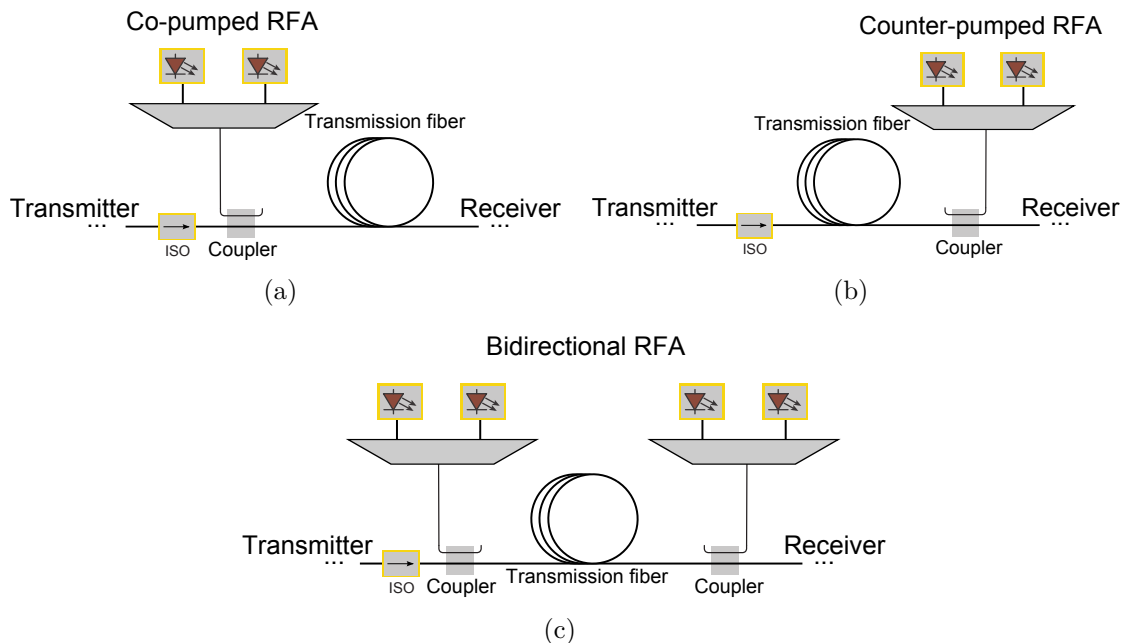 Co-pumped RFA
Transmission fiber
Transmitter
...
ISO
Coupler
Receiver
...
(a)
Counter-pumped RFA
Transmission fiber
Transmitter
...
ISO
Coupler
Receiver
...
(b)
Bidirectional RFA
Transmitter
...
ISO
Coupler
Transmission fiber
Coupler
Receiver
...
(c)